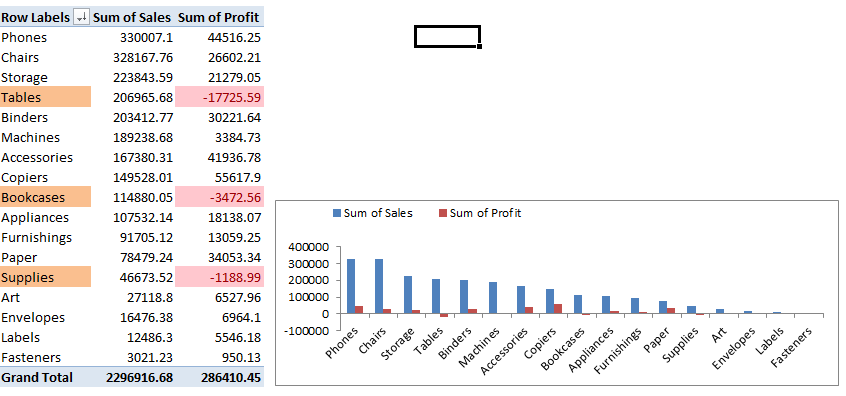 Row Labels Sum of Sales Sum of Profit
Phones 330007.1 44516.25
Chairs 328167.76 26602.21
Storage 223843.59 21279.05
Tables 206965.68 -17725.59
Binders 203412.77 30221.64
Machines 189238.68 3384.73
Accessories 167380.31 41936.78
Copiers 149528.01 55617.9
Bookcases 114880.05 -3472.56
Appliances 107532.14 18138.07
Furnishings 91705.12 13059.25
Paper 78479.24 34053.34
Supplies 46673.52 -1188.99
Art 27118.8 6527.96
Envelopes 16476.38 6964.1
Labels 12486.3 5546.18
Fasteners 3021.23 950.13
Grand Total 2296916.68 286410.45
Sum of Sales Sum of Profit
400000
300000
200000
100000
0
-100000
Phones Chairs Storage Tables Binders Machines Accessories Copiers Bookcases Appliances Furnishings Paper Supplies Art Envelopes Labels Fasteners